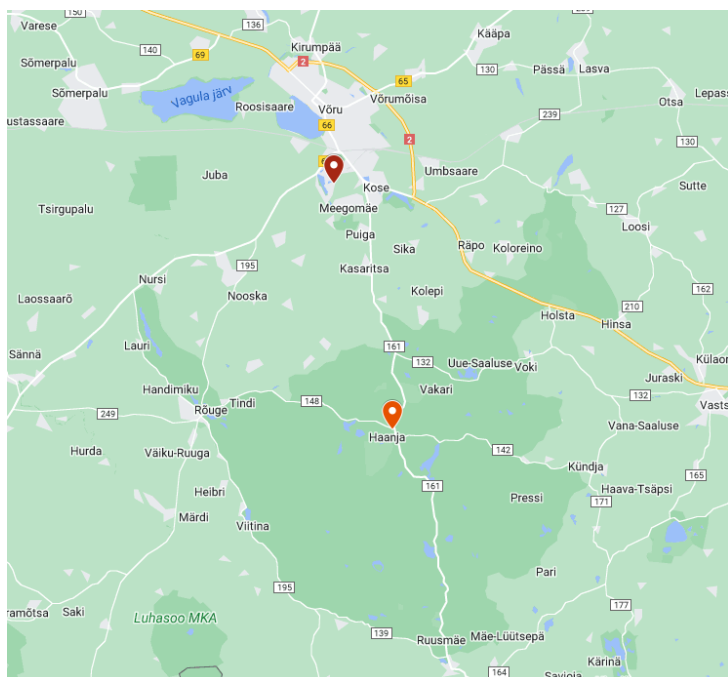 150
Varese
136
Kirumpää
Kääpa
140
69
2
Sõmerpalu
130
Pässä
Lasva
65
Sõmerpalu
Vagula järv
Roosisaare
Võru
Võrumõisa
Otsa
Lepass
ustassaare
66
239
2
130
Juba
Umbsaare
Kose
Sutte
Tsirgupalu
Meegomäe
127
Loosi
Puiga
Sika
Räpo
Koloreino
195
Kasaritsa
Nursi
162
Laossaarõ
Nooska
Kolepi
210
Holsta
Hinsa
Lauri
161
Sännä
132
Uue-Saaluse
Voki
Külaor
Juraski
Handimiku
Vakari
132
Tindi
148
Rõuge
Vasts
249
Haanja
Vana-Saaluse
Hurda
Väiku-Ruuga
142
Kündja
165
161
Heibri
Pressi
Haava-Tsäpsi
171
Märdi
Viitina
Pari
195
177
ramõtsa
Saki
Luhasoo MKA
139
Ruusmäe
Mäe-Lüütsepä
Kärinä
164
Savioja